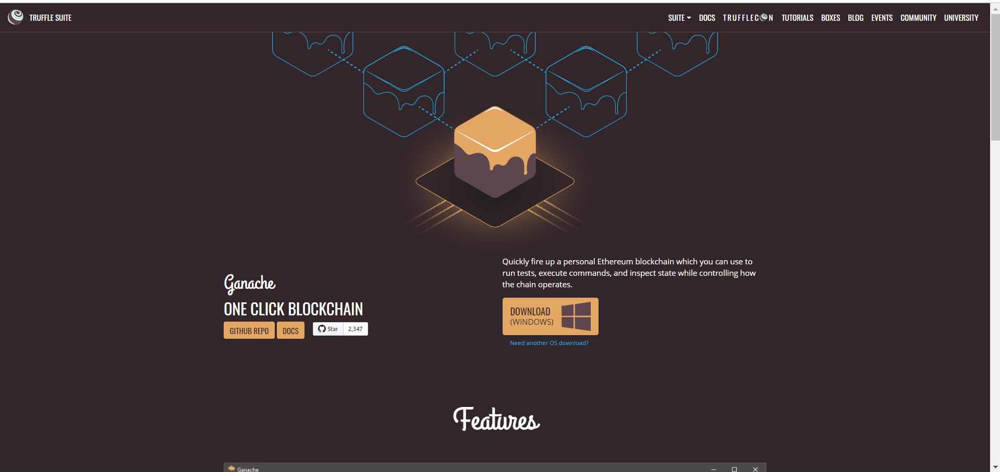 TRUFFLE SUITE
SUITE DOCS TRUFFLECON TUTORIALS BOXES BLOG EVENTS COMMUNITY UNIVERSITY
Ganache
ONE CLICK BLOCKCHAIN
GITHUB REPO DOCS Star 2,347
Quickly fire up a personal Ethereum blockchain which you can use to
run tests, execute commands, and inspect state while controlling how
the chain operates.
DOWNLOAD
(WINDOWS)
Need another OS download?
Features
Ganache